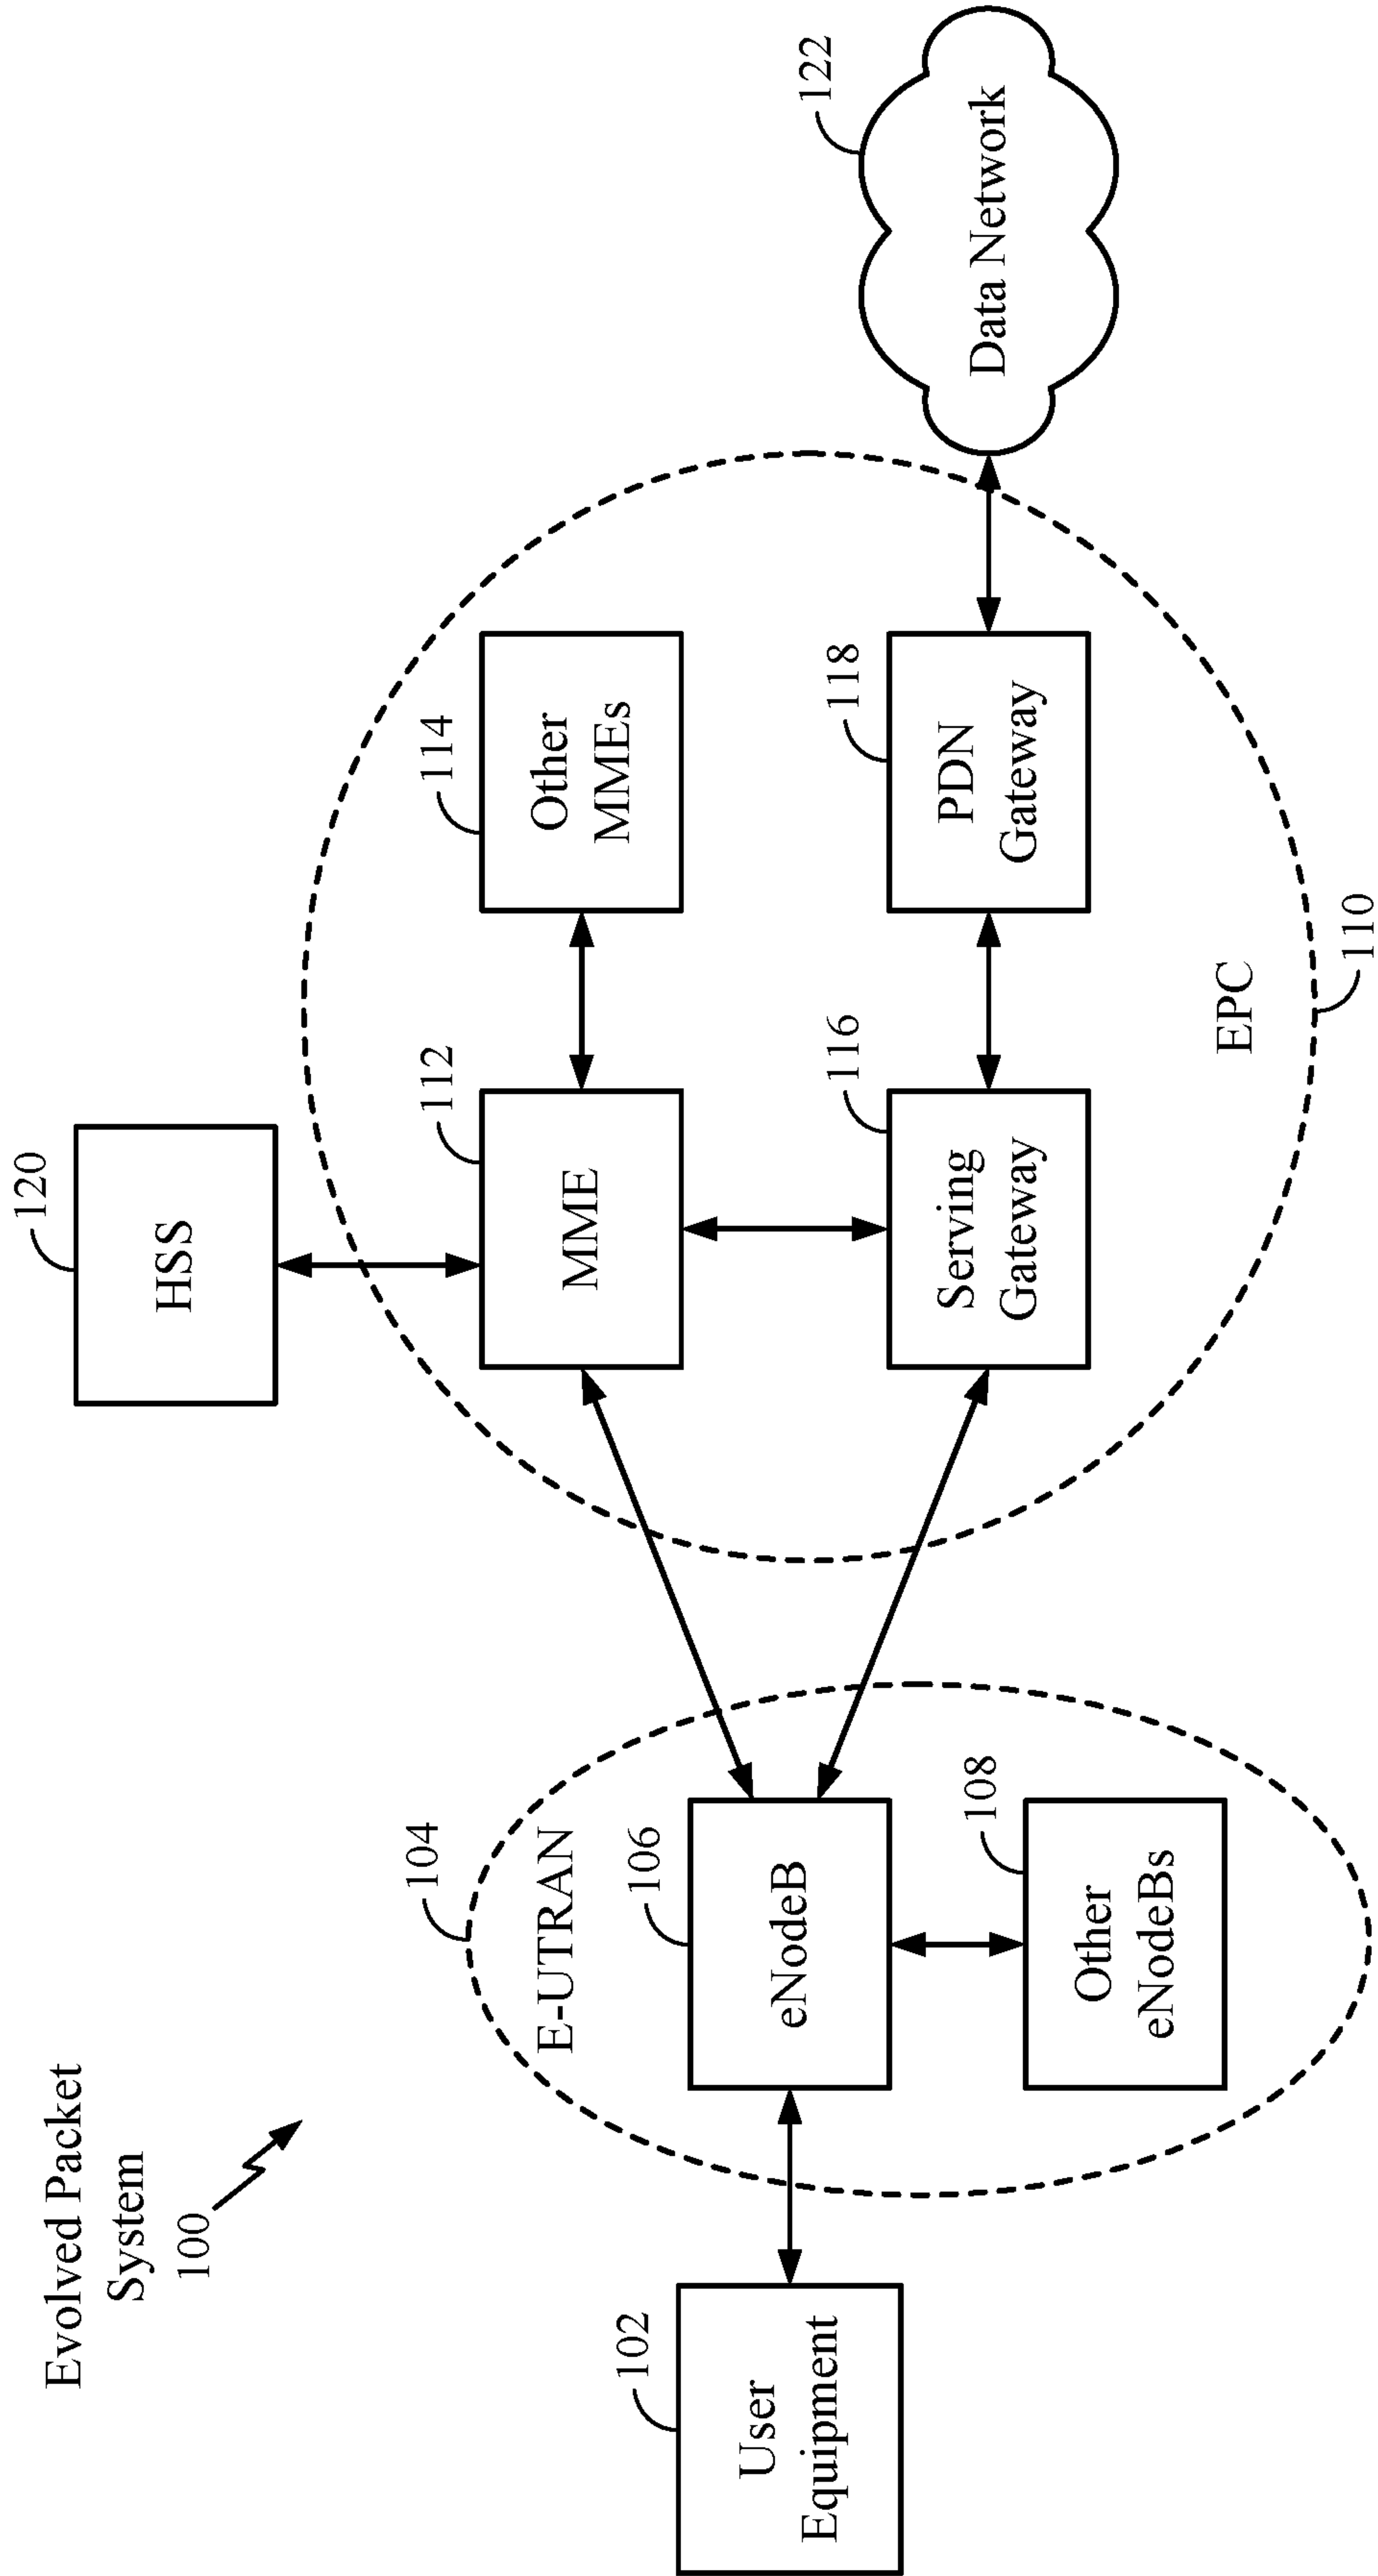 Evolved Packet
System
100
102
User
Equipment
104
E-UTRAN
106
eNodeB
108
Other
eNodeBs
120
HSS
112
MME
114
Other
MMEs
116
Serving
Gateway
118
PDN
Gateway
EPC
110
122
Data Network